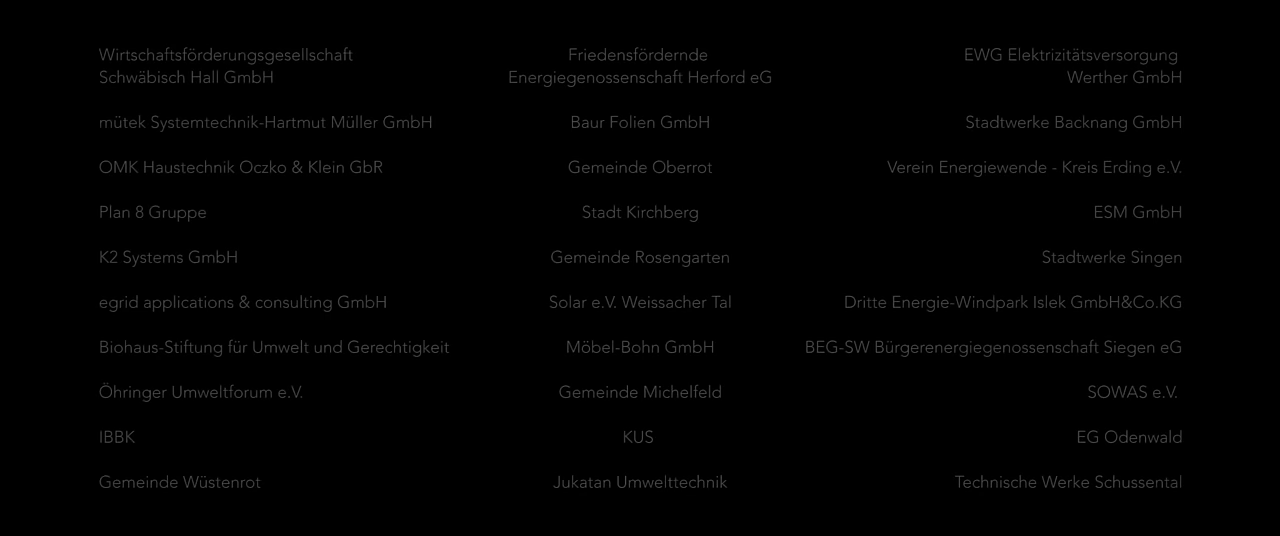 Wirtschaftsförderungsgesellschaft
Schwäbisch Hall GmbH
mütek Systemtechnik-Hartmut Müller GmbH
OMK Haustechnik Oczko & Klein GbR
Plan 8 Gruppe
K2 Systems GmbH
egrid applications & consulting GmbH
Biohaus-Stiftung für Umwelt und Gerechtigkeit
Öhringer Umweltforum e.V.
IBBK
Gemeinde Wüstenrot
Friedensfördernde
Energiegenossenschaft Herford eG
Baur Folien GmbH
Gemeinde Oberrot
Stadt Kirchberg
Gemeinde Rosengarten
Solar e.V. Weissacher Tal
Möbel-Bohn GmbH
Gemeinde Michelfeld
KUS
Jukatan Umwelttechnik
EWG Elektrizitätsversorgung
Werther GmbH
Stadtwerke Backnang GmbH
Verein Energiewende - Kreis Erding e.V.
ESM GmbH
Stadtwerke Singen
Dritte Energie-Windpark Islek GmbH&Co.KG
BEG-SW Bürgerenergiegenossenschaft Siegen eG
SOWAS e.V.
EG Odenwald
Technische Werke Schussental